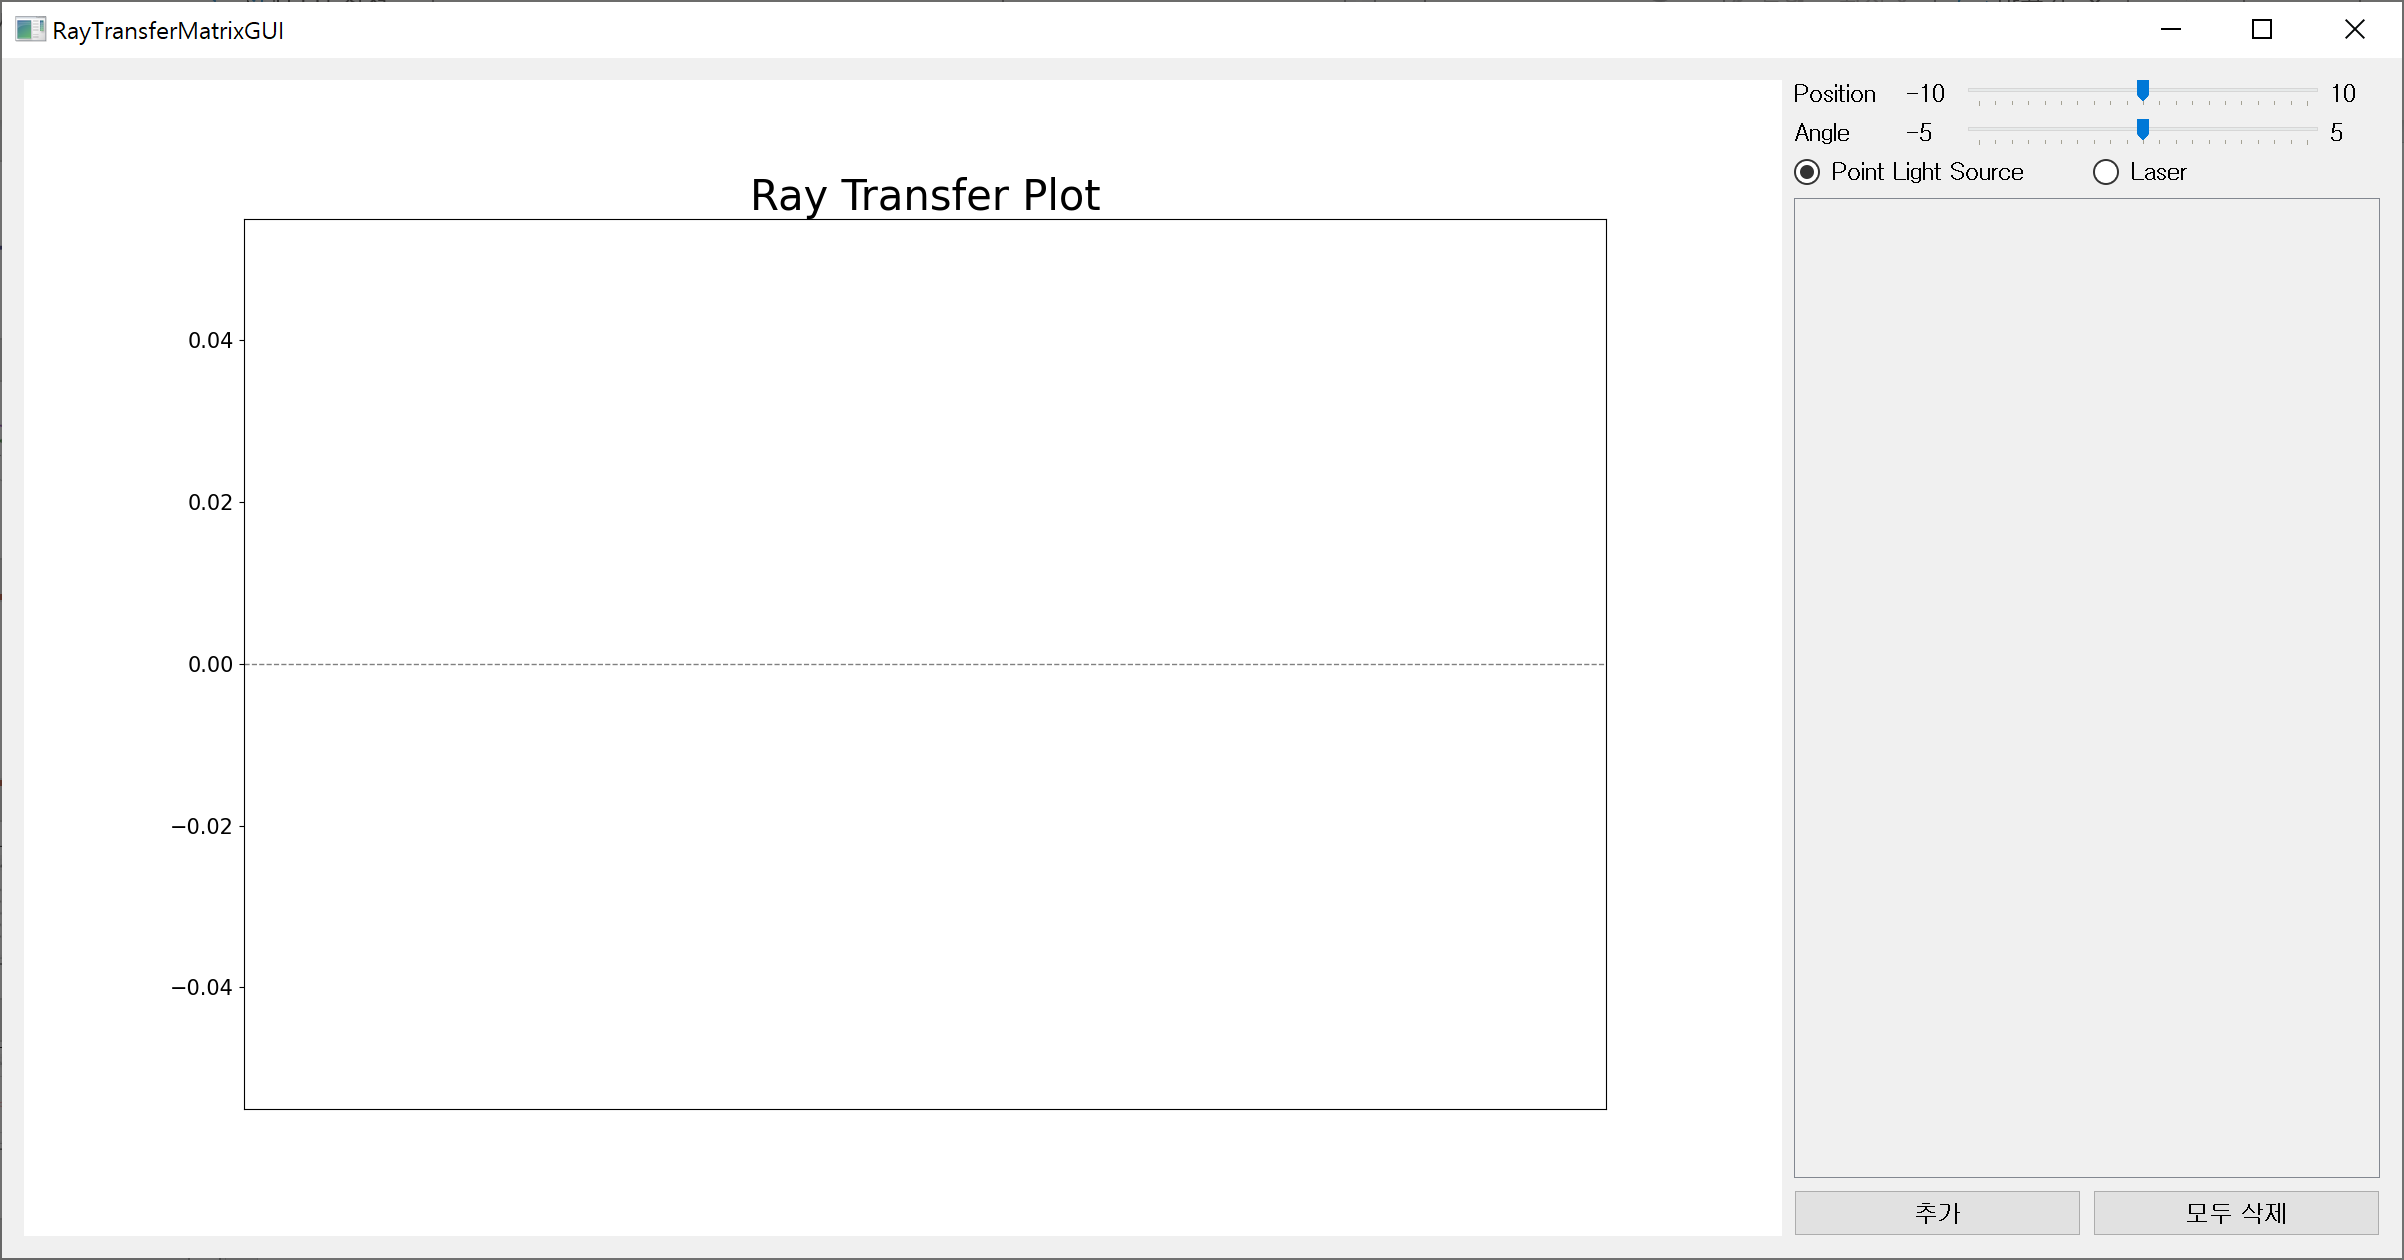 RayTransferMatrixGUI
Ray Transfer Plot
0.04
0.02
0.00
−0.02
−0.04
Position -10 10
Angle -5 5
Point Light Source Laser
추가 모두 삭제